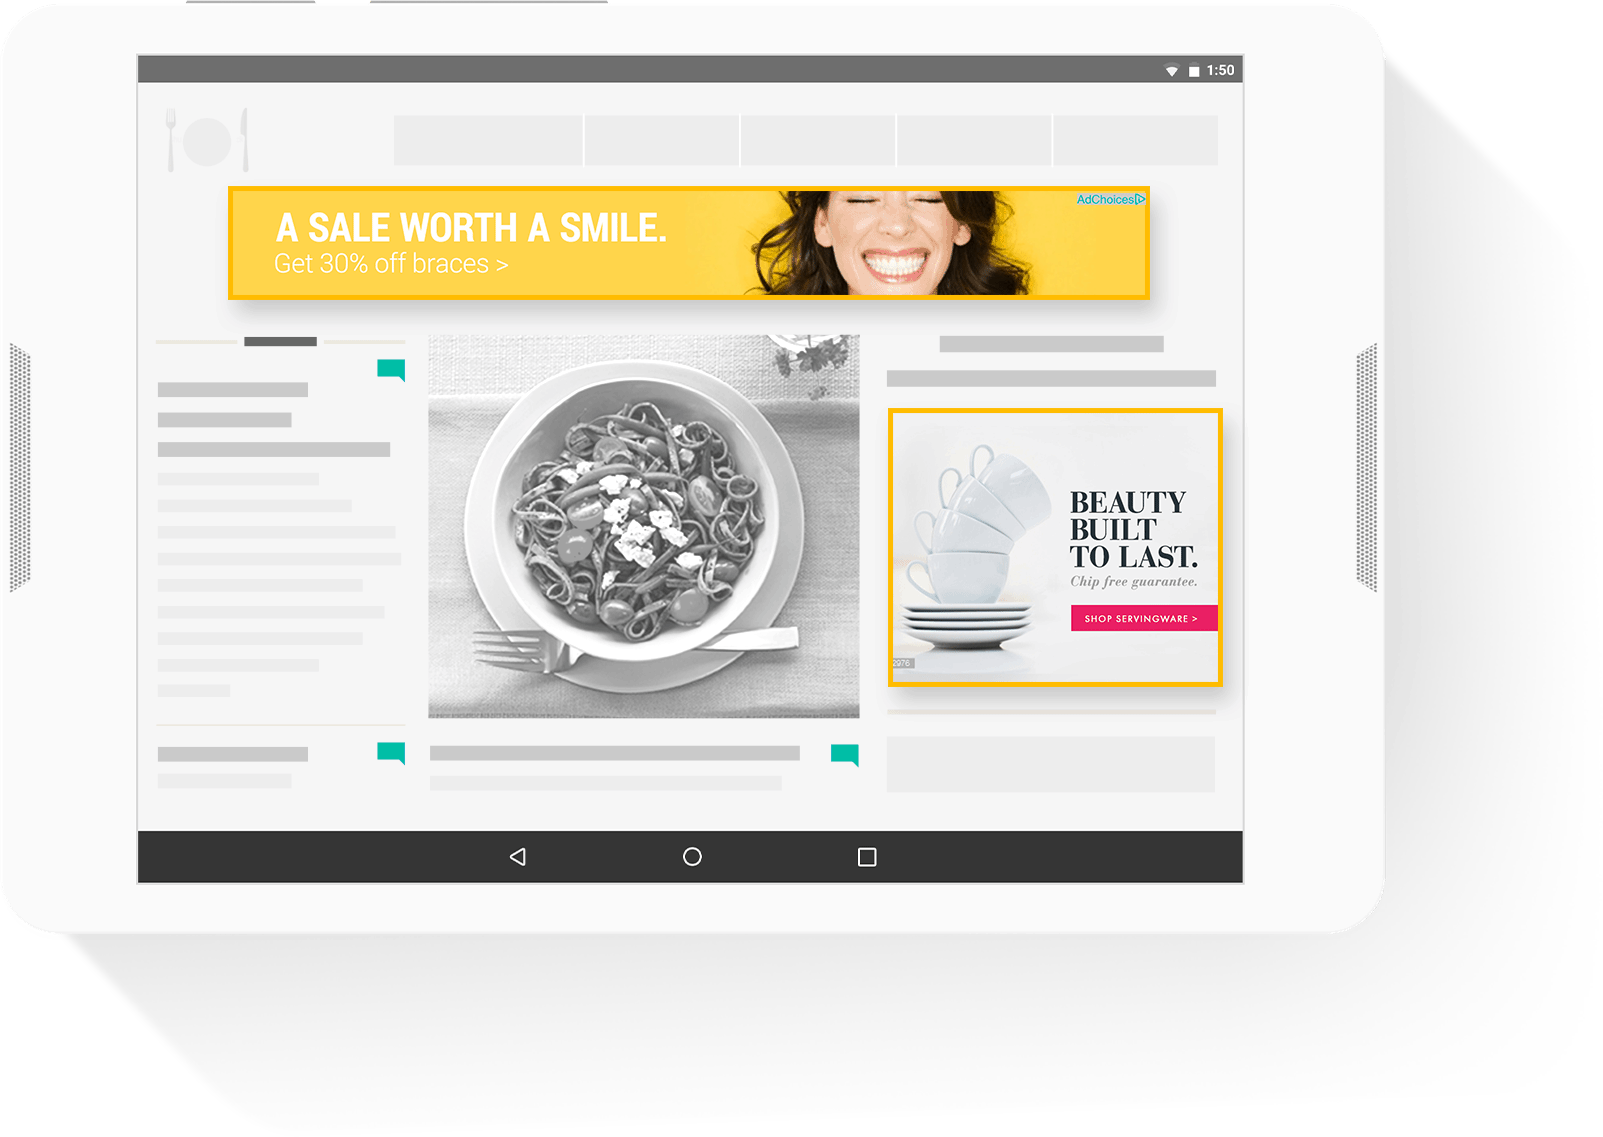 1:50
AdChoices
A SALE WORTH A SMILE.
Get 30% off braces >
BEAUTY
BUILT
TO LAST.
Chip free guarantee.
SHOP SERVINGWARE >
2976